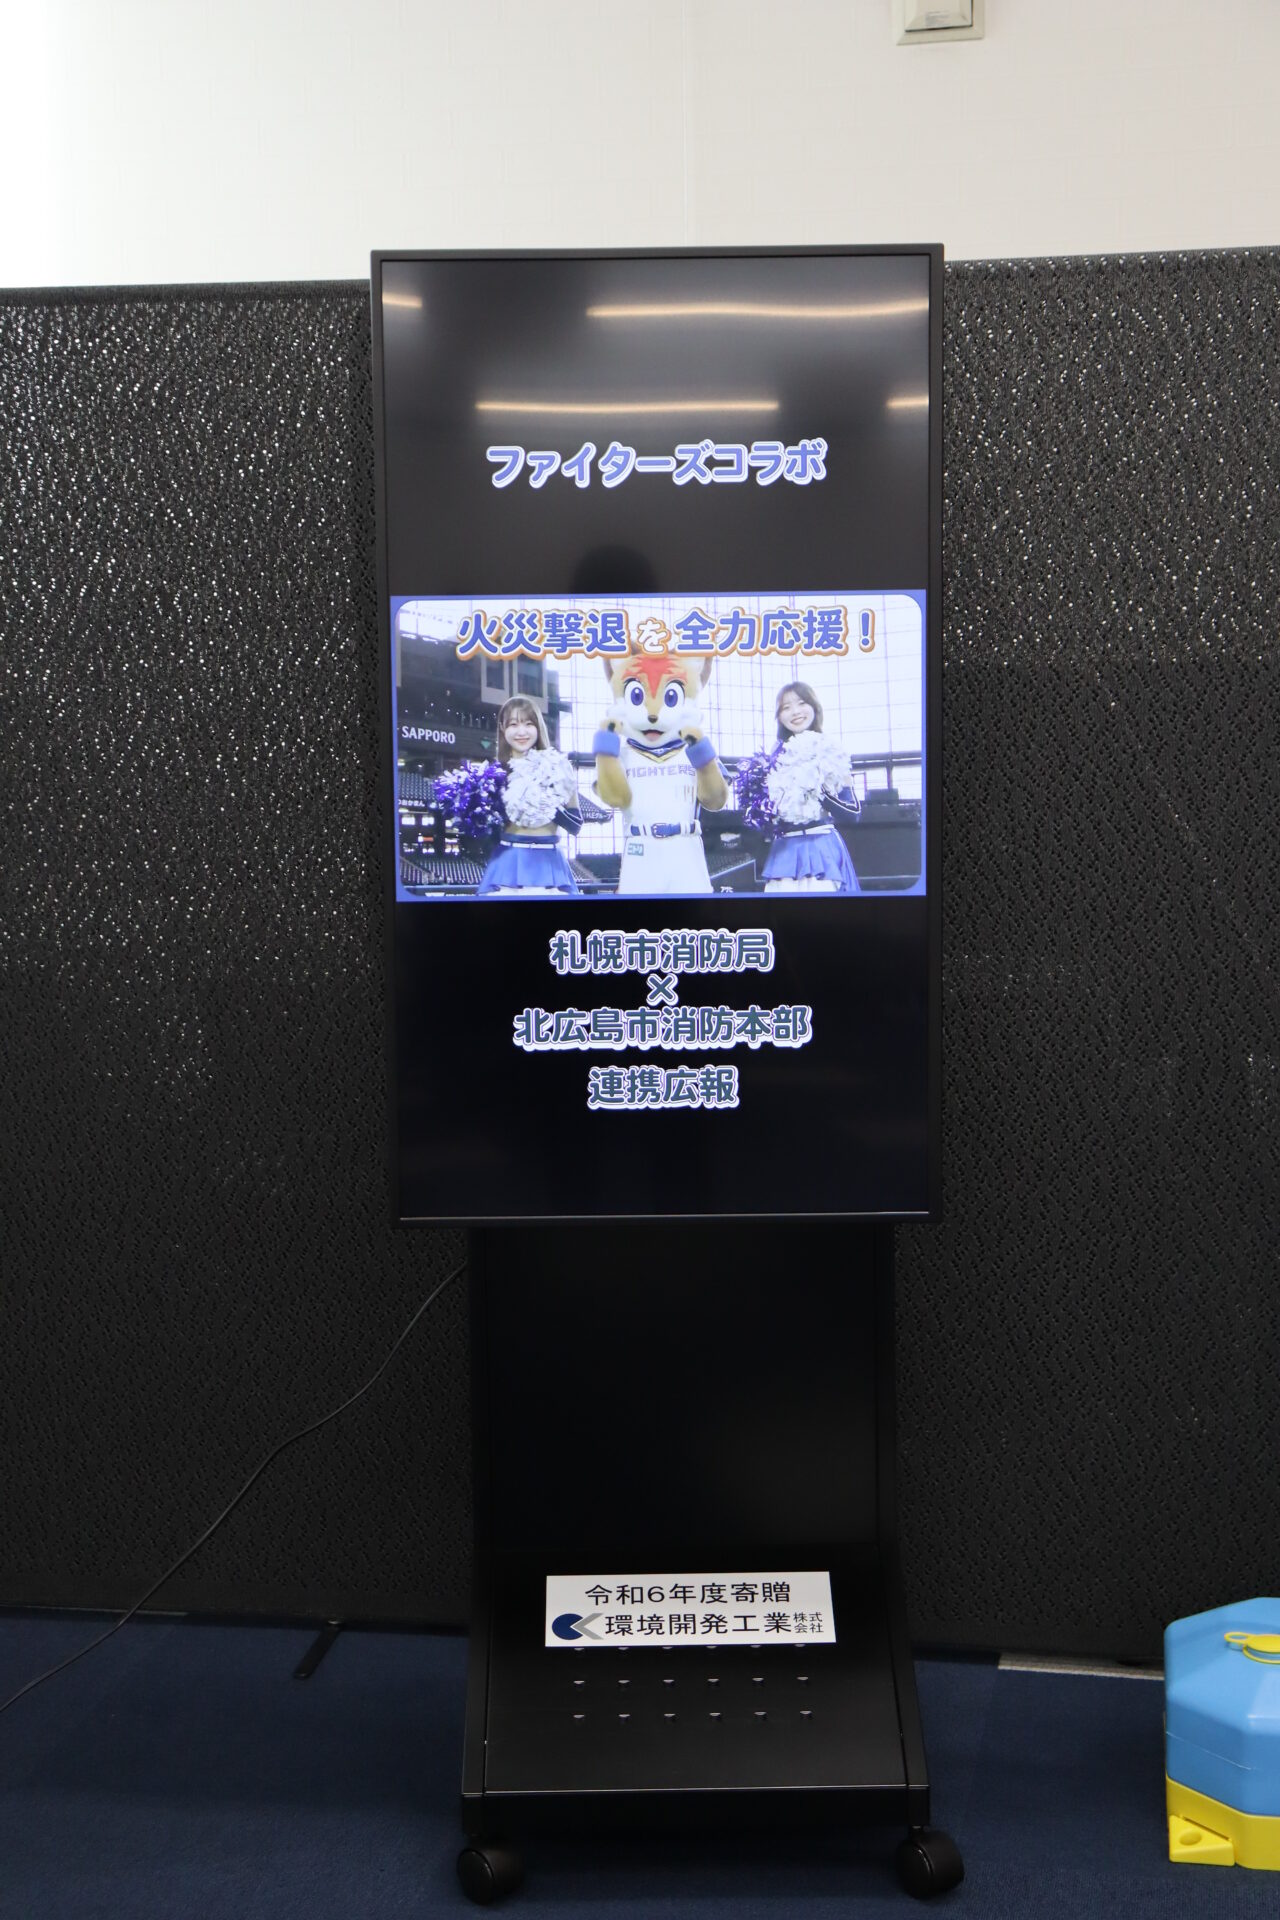 ファイターズコラボ
火災撃退を全力応援！
SAPPORO
FIGHTERS
札幌市消防局
×
北広島市消防本部
連携広報
令和6年度寄贈
環境開発工業株式会社